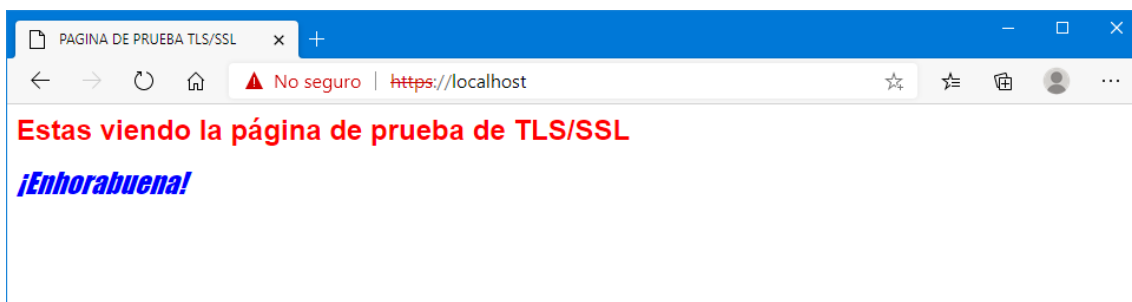 PAGINA DE PRUEBA TLS/SSL
No seguro | https://localhost
Estas viendo la página de prueba de TLS/SSL
¡Enhorabuena!